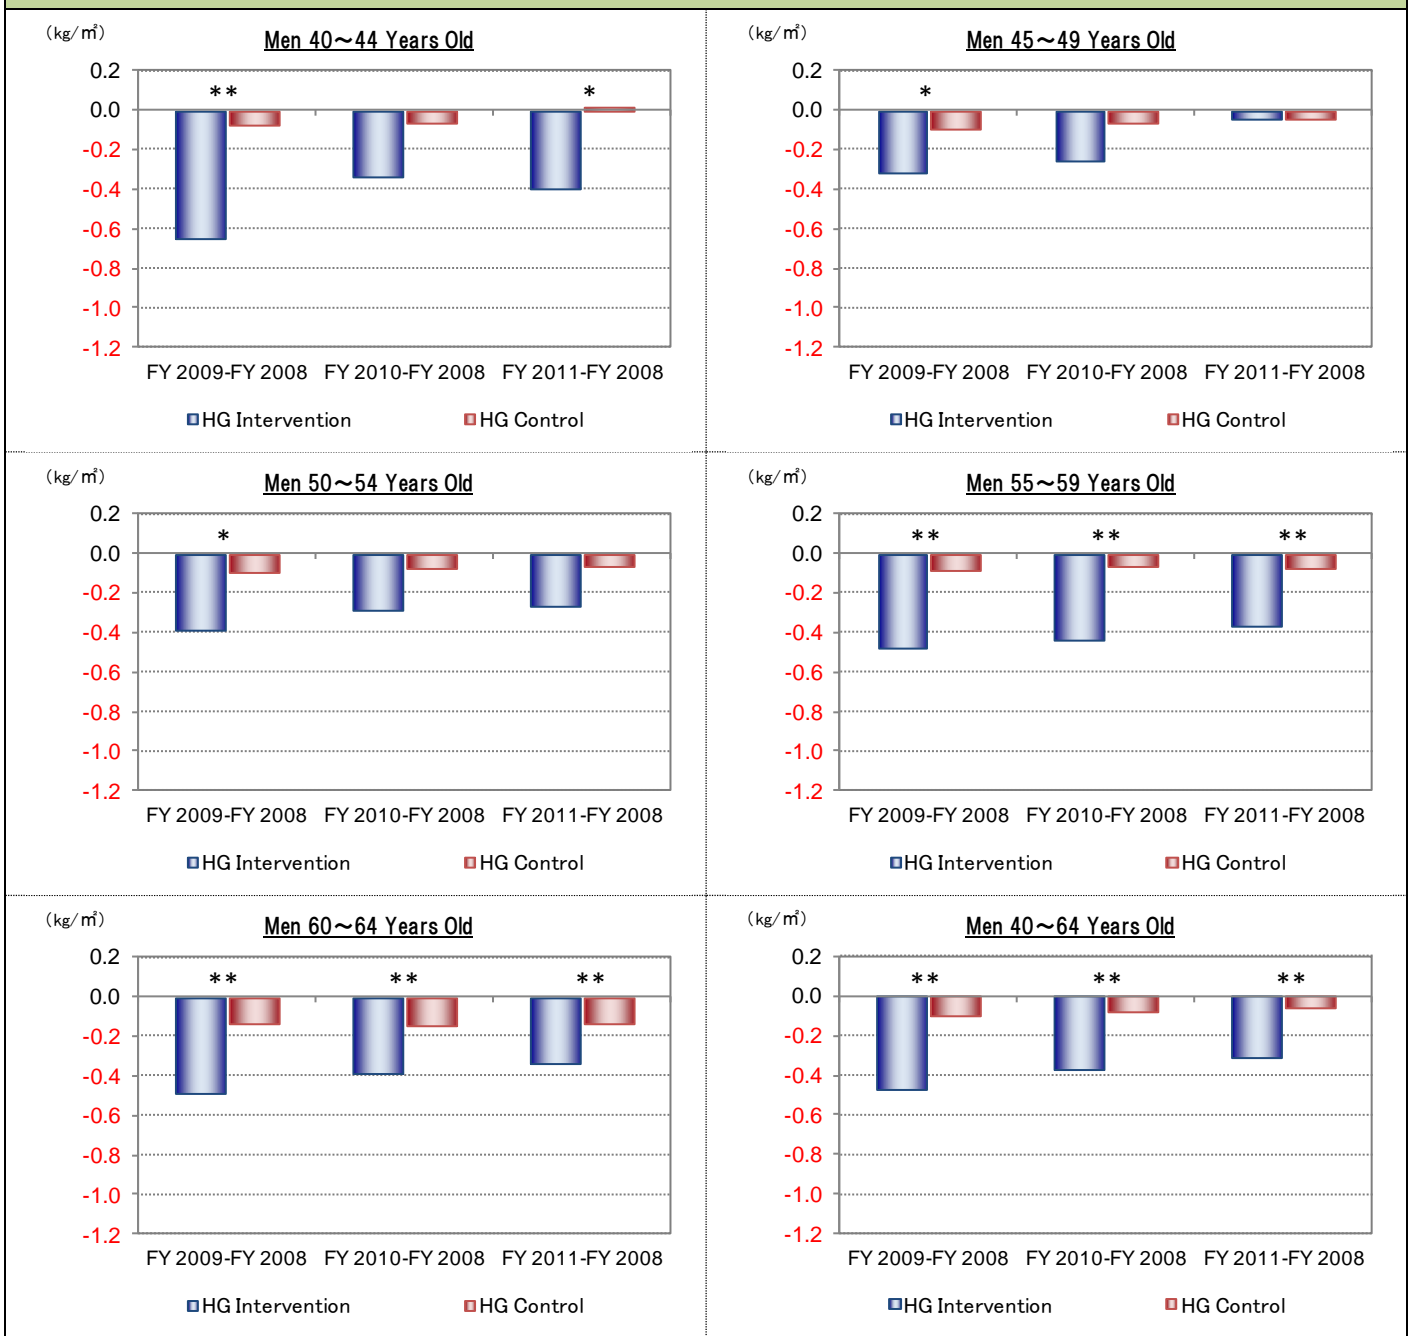 (kg/㎡)
Men 40～44 Years Old
0.2
** *
0.0
-0.2
-0.4
-0.6
-0.8
-1.0
-1.2
FY 2009-FY 2008 FY 2010-FY 2008 FY 2011-FY 2008
HG Intervention HG Control
(kg/㎡)
Men 45～49 Years Old
0.2
*
0.0
-0.2
-0.4
-0.6
-0.8
-1.0
-1.2
FY 2009-FY 2008 FY 2010-FY 2008 FY 2011-FY 2008
HG Intervention HG Control
(kg/㎡)
Men 50～54 Years Old
0.2
*
0.0
-0.2
-0.4
-0.6
-0.8
-1.0
-1.2
FY 2009-FY 2008 FY 2010-FY 2008 FY 2011-FY 2008
HG Intervention HG Control
(kg/㎡)
Men 55～59 Years Old
0.2
** ** **
0.0
-0.2
-0.4
-0.6
-0.8
-1.0
-1.2
FY 2009-FY 2008 FY 2010-FY 2008 FY 2011-FY 2008
HG Intervention HG Control
(kg/㎡)
Men 60～64 Years Old
0.2
** ** **
0.0
-0.2
-0.4
-0.6
-0.8
-1.0
-1.2
FY 2009-FY 2008 FY 2010-FY 2008 FY 2011-FY 2008
HG Intervention HG Control
(kg/㎡)
Men 40～64 Years Old
0.2
** ** **
0.0
-0.2
-0.4
-0.6
-0.8
-1.0
-1.2
FY 2009-FY 2008 FY 2010-FY 2008 FY 2011-FY 2008
HG Intervention HG Control